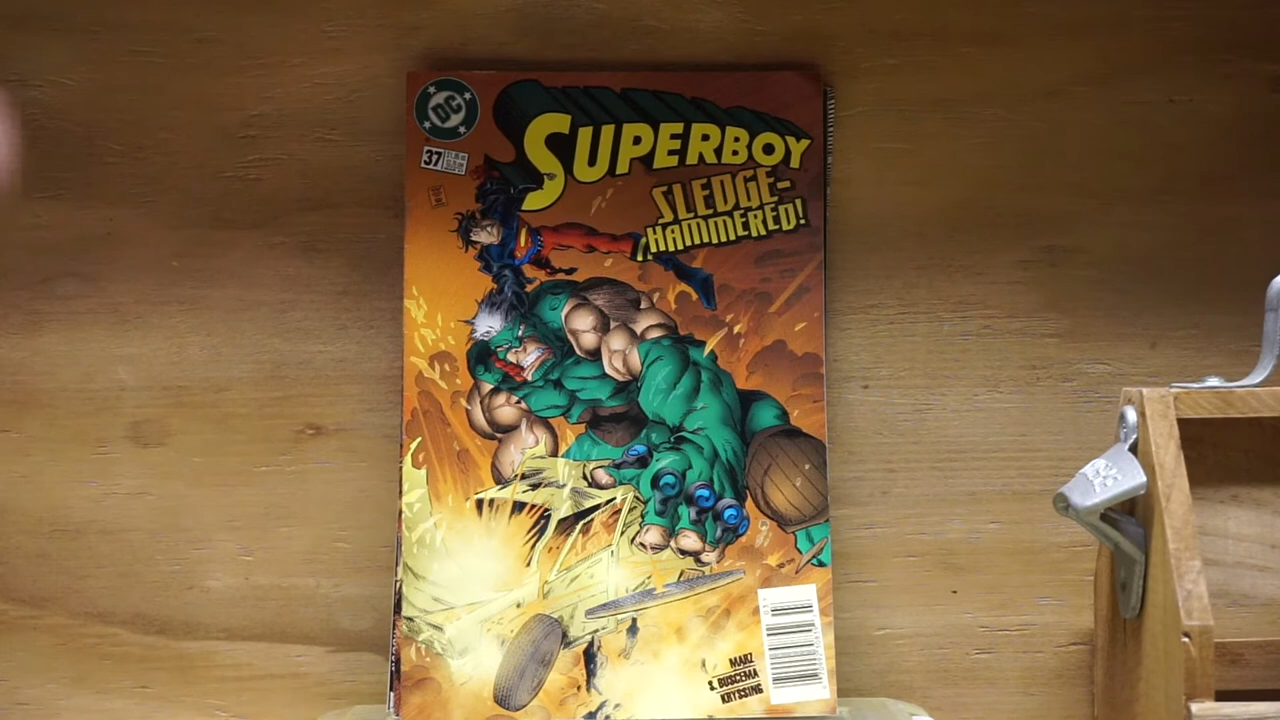 DC
SUPERBOY
37
SLEDGE-
HAMMERED!
MARZ
S. BUSCEMA
KRYSSING